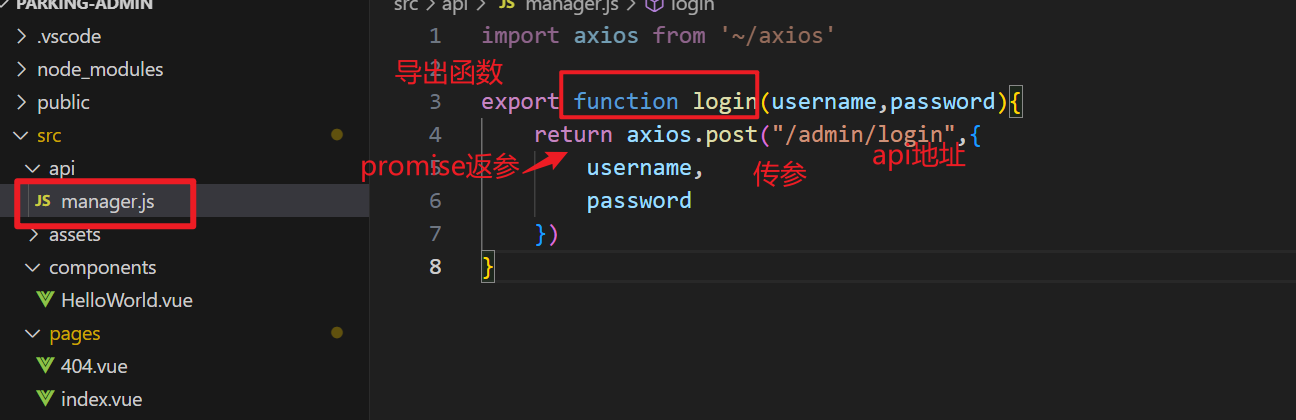 PARKING-ADMIN
.vscode
node_modules
public
src
api
JS manager.js
assets
components
HelloWorld.vue
pages
404.vue
index.vue
src > api > JS manager.js > login
1 import axios from '~/axios'
2
导出函数
3 export function login(username,password){
4 return axios.post("/admin/login",{
api地址
promise返参
5 username,
传参
6 password
7 })
8 }